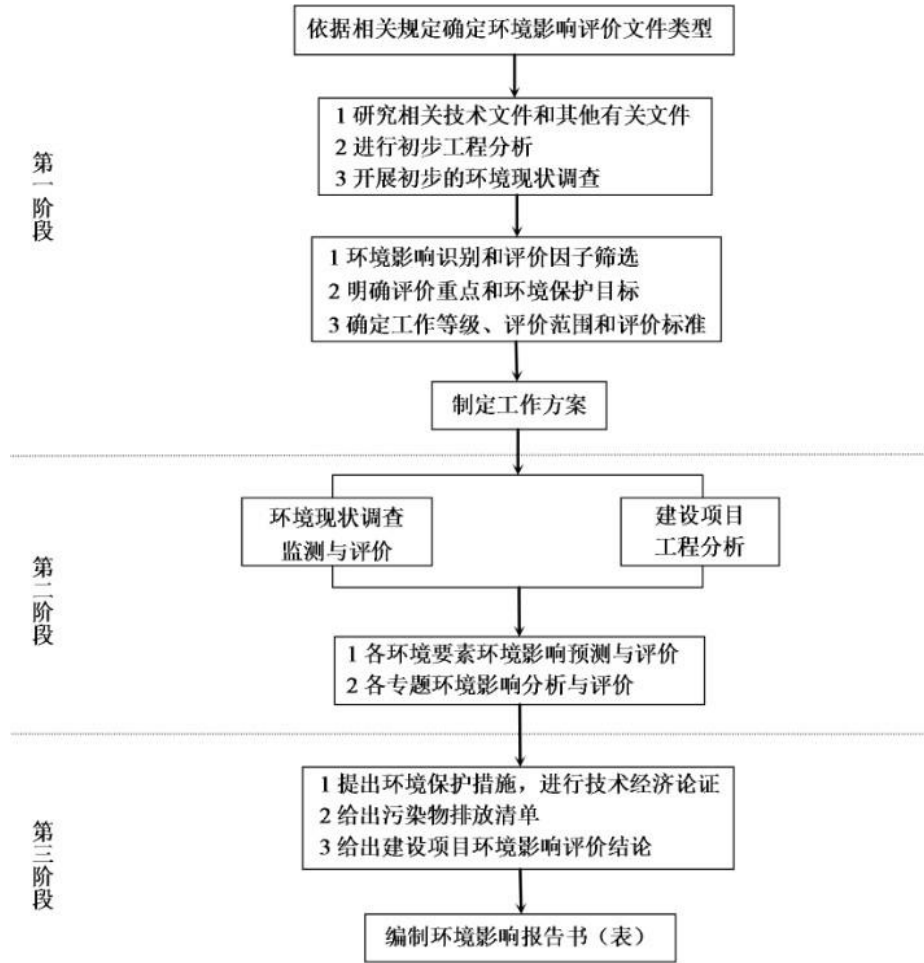 依据相关规定确定环境影响评价文件类型
1 研究相关技术文件和其他有关文件
2 进行初步工程分析
3 开展初步的环境现状调查
第一阶段
1 环境影响识别和评价因子筛选
2 明确评价重点和环境保护目标
3 确定工作等级、评价范围和评价标准
制定工作方案
环境现状调查
监测与评价
建设项目
工程分析
第二阶段
1 各环境要素环境影响预测与评价
2 各专题环境影响分析与评价
1 提出环境保护措施，进行技术经济论证
2 给出污染物排放清单
3 给出建设项目环境影响评价结论
第三阶段
编制环境影响报告书（表）